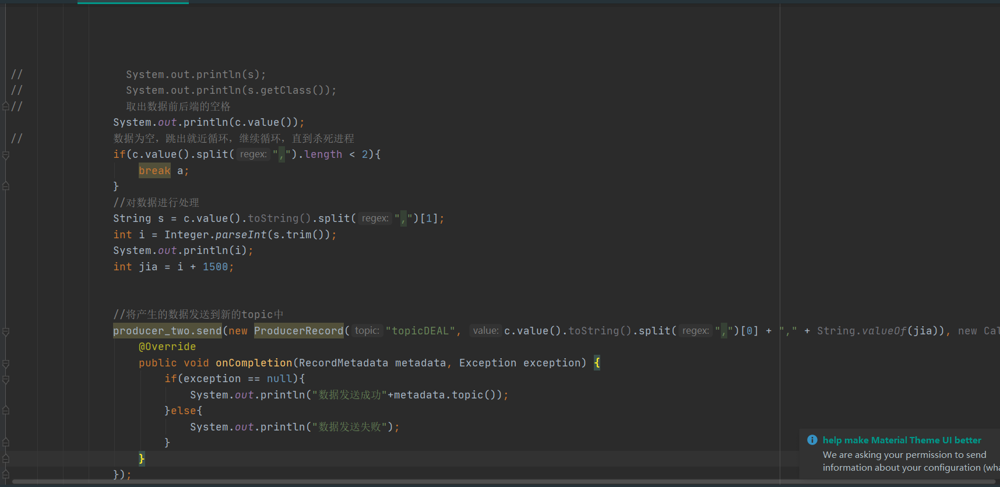 //                System.out.println(s);
//                System.out.println(s.getClass());
//                取出数据前后端的空格
System.out.println(c.value());
//              数据为空，跳出就近循环，继续循环，直到杀死进程
if(c.value().split( regex: ",").length < 2){
    break a;
}
//对数据进行处理
String s = c.value().toString().split( regex: ",")[1];
int i = Integer.parseInt(s.trim());
System.out.println(i);
int jia = i + 1500;
//将产生的数据发送到新的topic中
producer_two.send(new ProducerRecord( topic: "topicDEAL",  value: c.value().toString().split( regex: ",")[0] + "," + String.valueOf(jia)), new Cal
    @Override
    public void onCompletion(RecordMetadata metadata, Exception exception) {
        if(exception == null){
            System.out.println("数据发送成功"+metadata.topic());
        }else{
            System.out.println("数据发送失败");
        }
    }
});
help make Material Theme UI better
We are asking your permission to send
information about your configuration (wha